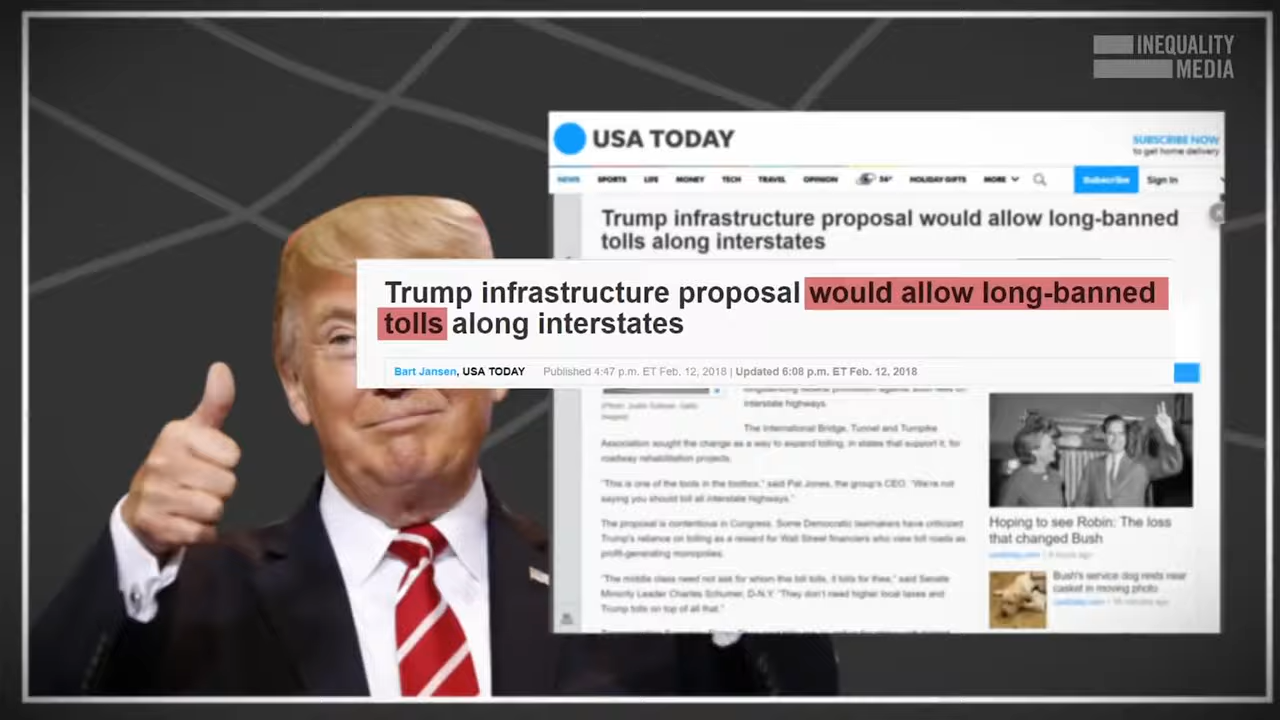 INEQUALITY
MEDIA
USA TODAY
SUBSCRIBE NOW
to get home delivery
NEWS SPORTS LIFE MONEY TECH TRAVEL OPINION 36° HOLIDAY GIFTS MORE Subscribe Sign In
Trump infrastructure proposal would allow long-banned
tolls along interstates
Trump infrastructure proposal would allow long-banned
tolls along interstates
Bart Jansen, USA TODAY Published 4:47 p.m. ET Feb. 12, 2018 | Updated 6:08 p.m. ET Feb. 12, 2018
interstate highways.
The International Bridge, Tunnel and Turnpike
Association sought the change as a way to expand tolling, in states that support it, for
roadway rehabilitation projects.
"This is one of the tools in the toolbox," said Pat Jones, the group's CEO. "We're not
saying you should toll all interstate highways."
The proposal is contentious in Congress. Some Democratic lawmakers have criticized
Trump's reliance on tolling as a reward for Wall Street financiers who view toll roads as
profit-generating monopolies.
"The middle class need not ask for whom this bill tolls, it tolls for thee," said Senate
Minority Leader Charles Schumer, D-N.Y. "They don't need higher local taxes and
Trump tolls on top of all that."
Hoping to see Robin: The loss
that changed Bush
Bush's service dog rests near
casket in moving photo